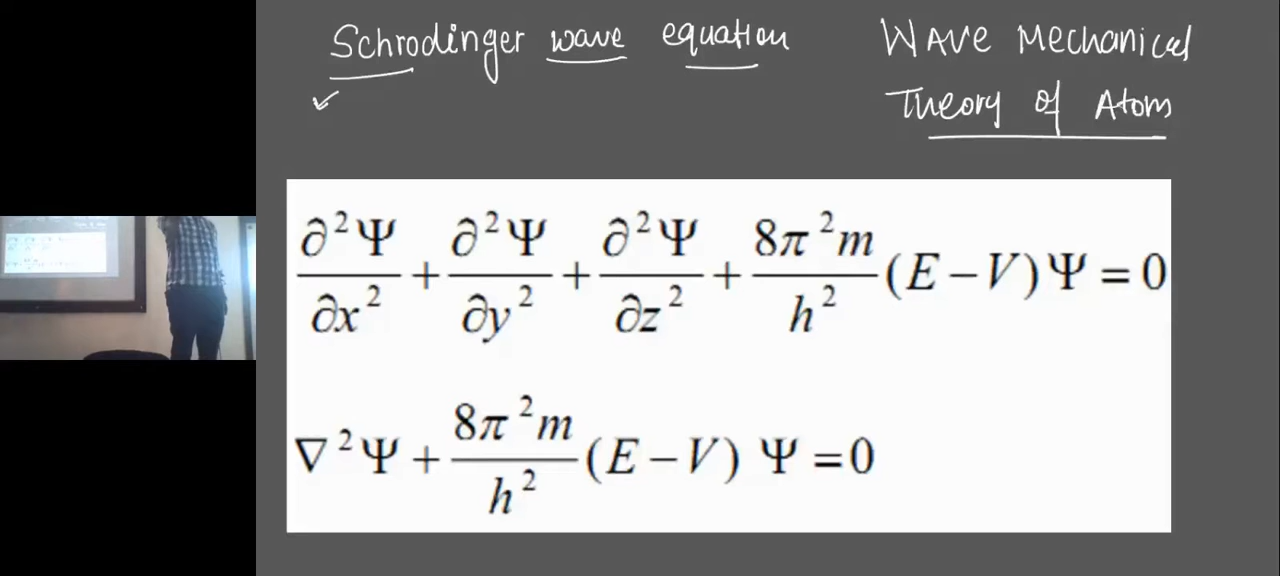 Schrodinger wave equation
WAVE MECHANICAL
THEORY OF ATOM
∂²Ψ/∂x² + ∂²Ψ/∂y² + ∂²Ψ/∂z² + 8π²m/h² (E − V) Ψ = 0
∇²Ψ + 8π²m/h² (E − V) Ψ = 0